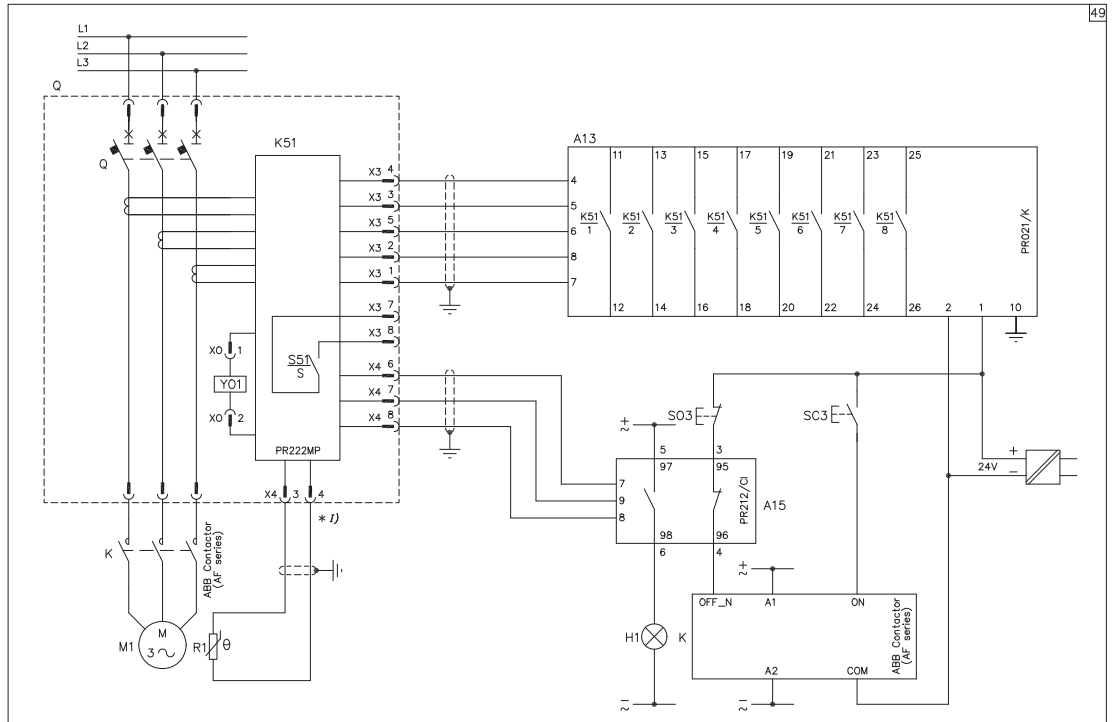 49
L1
L2
L3
Q
Q
K51
X3 4
X3 3
X3 5
X3 2
X3 1
X3 7
X3 8
X4 6
X4 7
X4 8
S51
S
XO 1
YO1
XO 2
PR222MP
X4 3 4
* 1)
A13
11 13 15 17 19 21 23 25
4
5
6
8
7
K51 K51 K51 K51 K51 K51 K51 K51
1 2 3 4 5 6 7 8
PR021/K
12 14 16 18 20 22 24 26 2 1 10
SO3
SC3
+
~
5 3
97 95
7
9
8
PR212/CI
A15
98 96
6 4
+
24V −
K
ABB Contactor
(AF series)
M1
M
3 ~
R1
θ
H1
+
~
OFF_N A1 ON
K
ABB Contactor
(AF series)
A2 COM
−
~
−
~